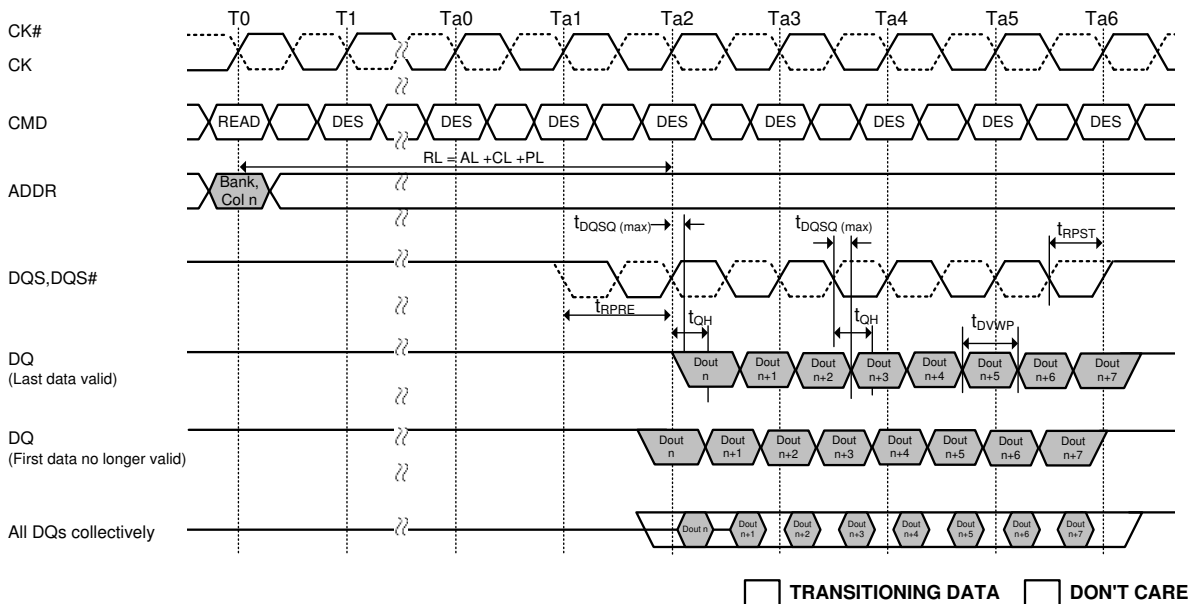 T0 T1 Ta0 Ta1 Ta2 Ta3 Ta4 Ta5 Ta6
CK#
CK
CMD READ DES DES DES DES DES DES DES DES
RL = AL +CL +PL
ADDR Bank, Col n
tDQSQ (max) tDQSQ (max) tRPST
DQS,DQS#
tRPRE tQH tQH tDVWP
DQ
(Last data valid)
Dout n Dout n+1 Dout n+2 Dout n+3 Dout n+4 Dout n+5 Dout n+6 Dout n+7
DQ
(First data no longer valid)
Dout n Dout n+1 Dout n+2 Dout n+3 Dout n+4 Dout n+5 Dout n+6 Dout n+7
All DQs collectively Dout n Dout n+1 Dout n+2 Dout n+3 Dout n+4 Dout n+5 Dout n+6 Dout n+7
TRANSITIONING DATA DON'T CARE